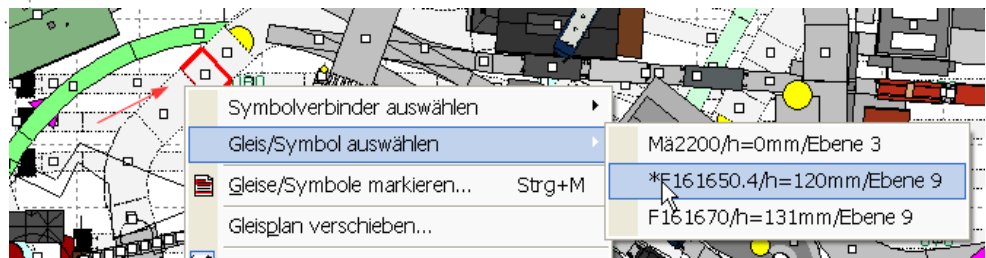 Symbolverbinder auswählen
Gleis/Symbol auswählen
Gleise/Symbole markieren... Strg+M
Gleisplan verschieben...
Mä2200/h=0mm/Ebene 3
*F161650.4/h=120mm/Ebene 9
F161670/h=131mm/Ebene 9